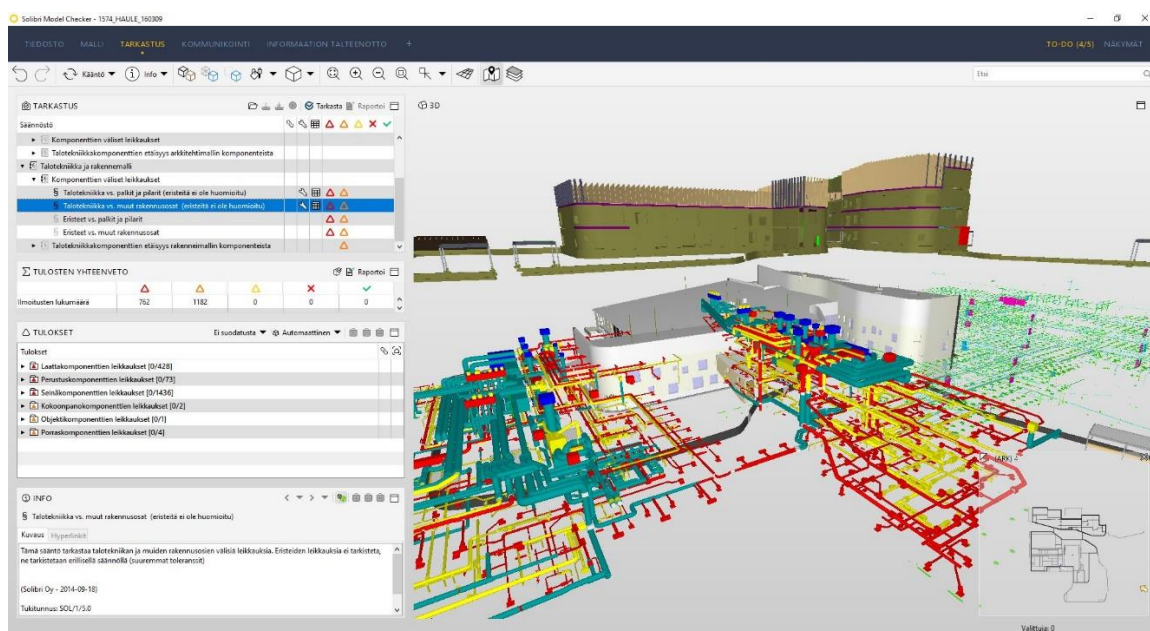 Solibri Model Checker - 1574_HAULE_160309
TIEDOSTO MALLI TARKASTUS KOMMUNIKOINTI INFORMAATION TALTEENOTTO + TO-DO (4/5) NÄKYMÄT
Kääntö Info Etsi
TARKASTUS Tarkasta Raportoi
3D
Säännöstö
Komponenttien väliset leikkaukset
Talotekniikkakomponenttien etäisyys arkkitehtimallin komponenteista
Talotekniikka ja rakennemalli
Komponenttien väliset leikkaukset
§ Talotekniikka vs. palkit ja pilarit (eristeitä ei ole huomioitu)
§ Talotekniikka vs. muut rakennusosat (eristeitä ei ole huomioitu)
§ Eristeet vs. palkit ja pilarit
§ Eristeet vs. muut rakennusosat
Talotekniikkakomponenttien etäisyys rakennemallin komponenteista
∑ TULOSTEN YHTEENVETO Raportoi
Ilmoitusten lukumäärä 762 1182 0 0 0
TULOKSET Ei suodatusta Automaattinen
Tulokset
Laattakomponenttien leikkaukset [0/428]
Perustuskomponenttien leikkaukset [0/73]
Seinäkomponenttien leikkaukset [0/1436]
Kokoonpanokomponenttien leikkaukset [0/2]
Objektikomponenttien leikkaukset [0/1]
Porraskomponenttien leikkaukset [0/4]
(ARK) 4
INFO
§ Talotekniikka vs. muut rakennusosat (eristeitä ei ole huomioitu)
Kuvaus Hyperlinkit
Tämä sääntö tarkastaa talotekniikan ja muiden rakennusosien välisiä leikkauksia. Eristeiden leikkauksia ei tarkisteta,
ne tarkistetaan erillisellä säännöllä (suuremmat toleranssit)
(Solibri Oy - 2014-09-18)
Tukitunnus: SOL/1/5.0
Valittuja: 0